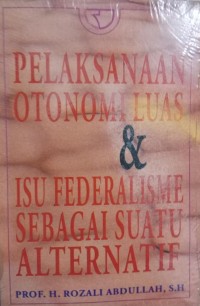 PELAKSANAAN
OTONOMI LUAS
&
ISU FEDERALISME
SEBAGAI SUATU
ALTERNATIF
PROF. H. ROZALI ABDULLAH, S.H